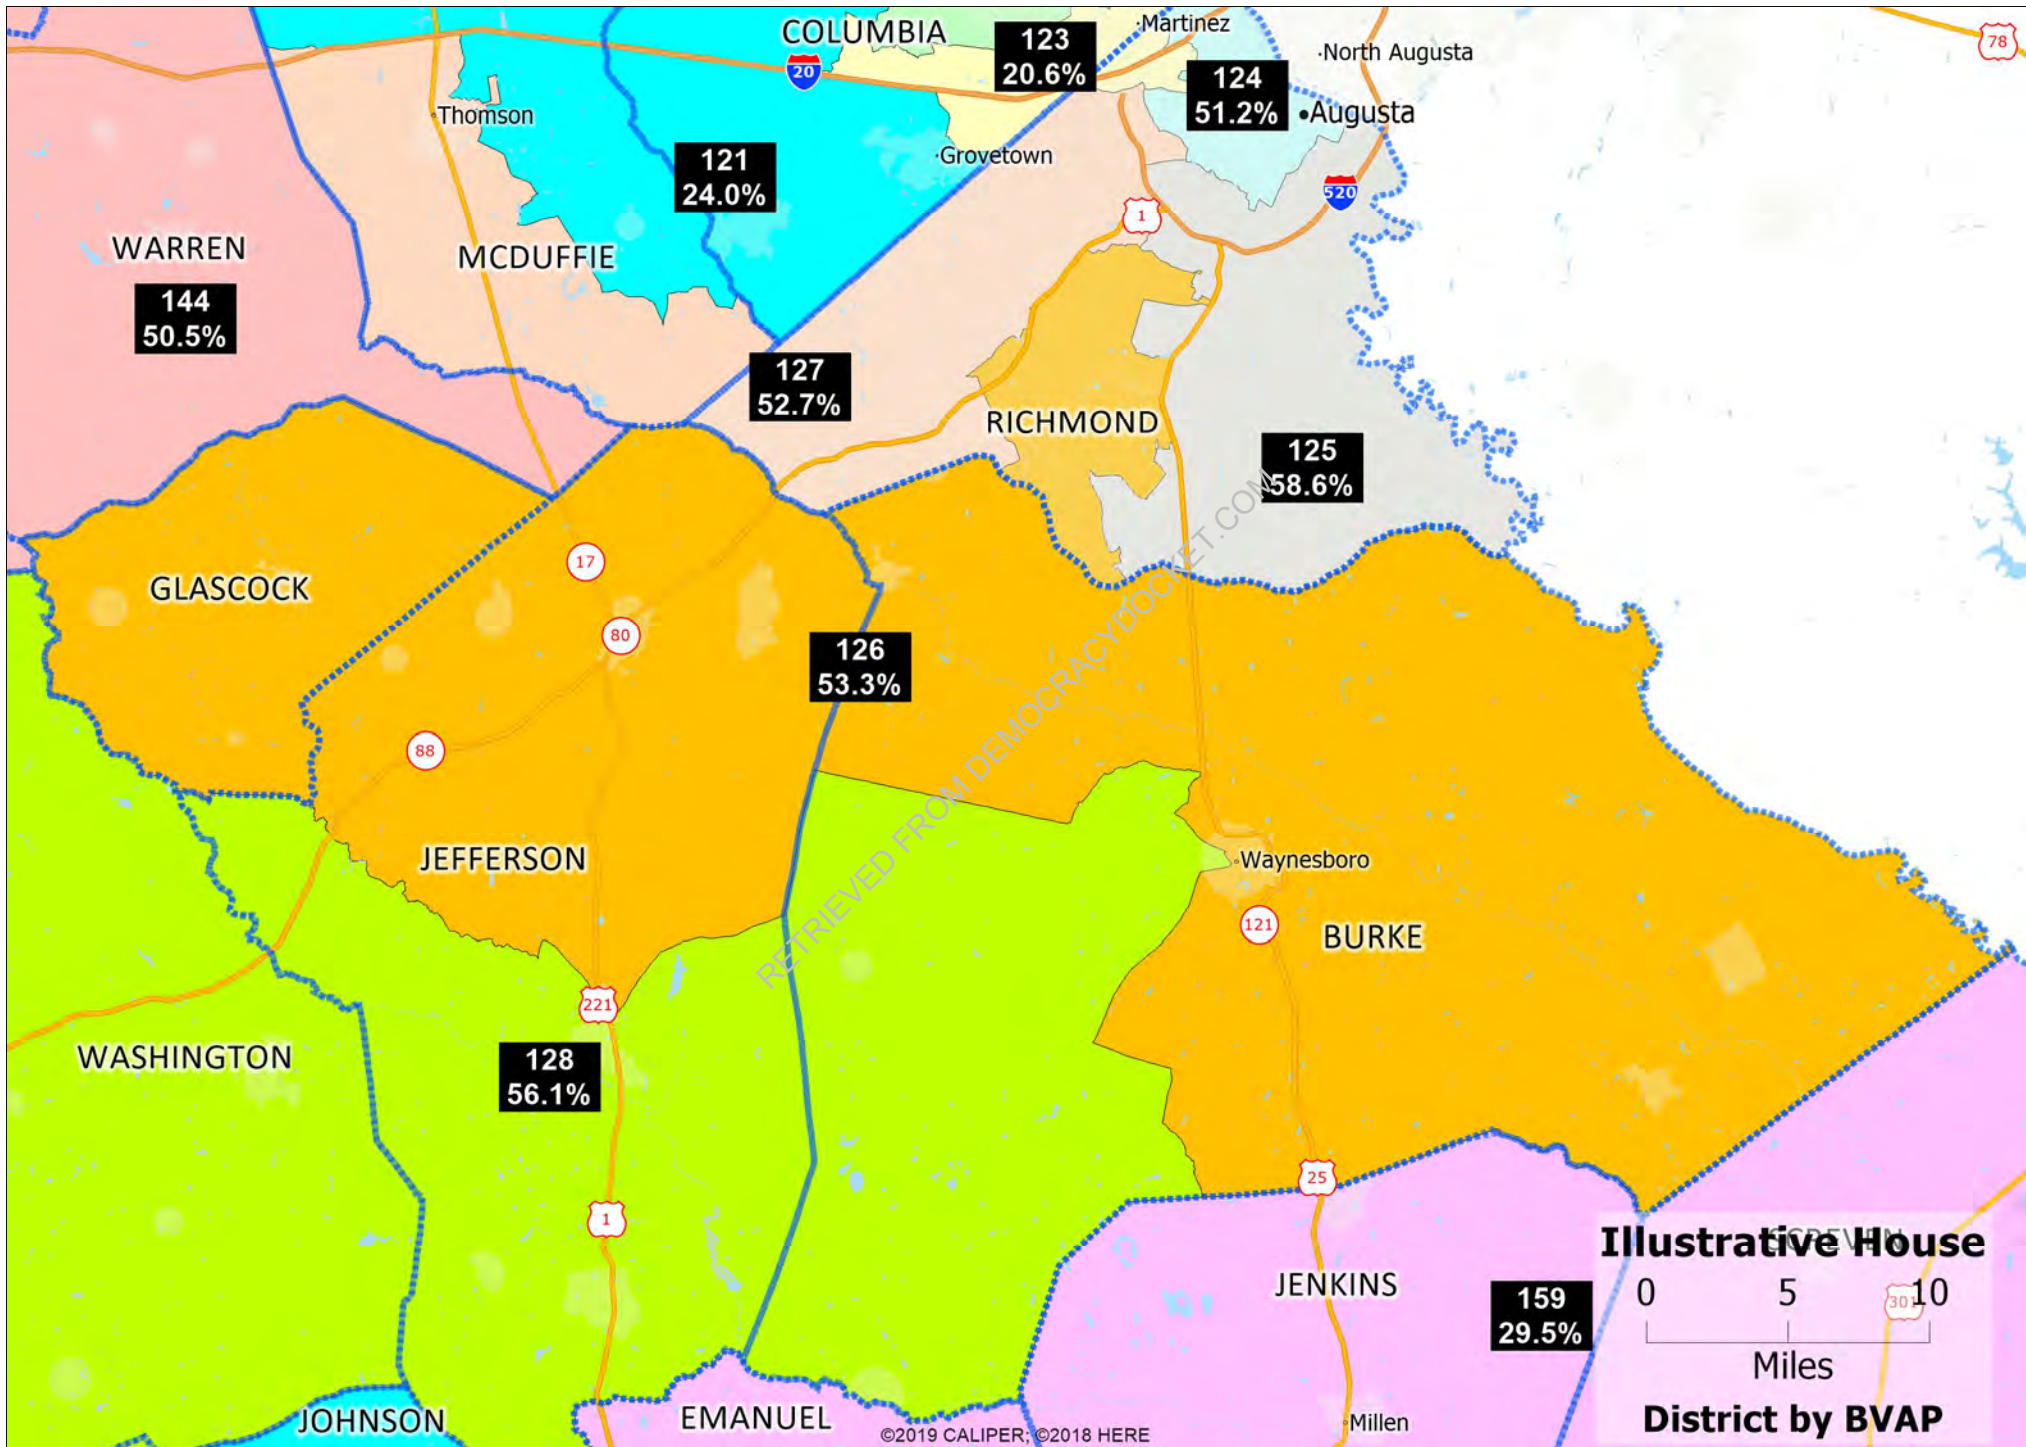 COLUMBIA
123
20.6%
Martinez
North Augusta
78
20
124
51.2%
Augusta
Thomson
Grovetown
121
24.0%
520
1
WARREN
MCDUFFIE
144
50.5%
127
52.7%
RICHMOND
125
58.6%
17
GLASCOCK
80
126
53.3%
88
JEFFERSON
Waynesboro
121
BURKE
RETRIEVED FROM DEMOCRACYDOCKET.COM
221
WASHINGTON
128
56.1%
25
1
SCREVEN
Illustrative House
JENKINS
159
29.5%
0 5 10
301
Miles
JOHNSON
EMANUEL
Millen
District by BVAP
©2019 CALIPER; ©2018 HERE